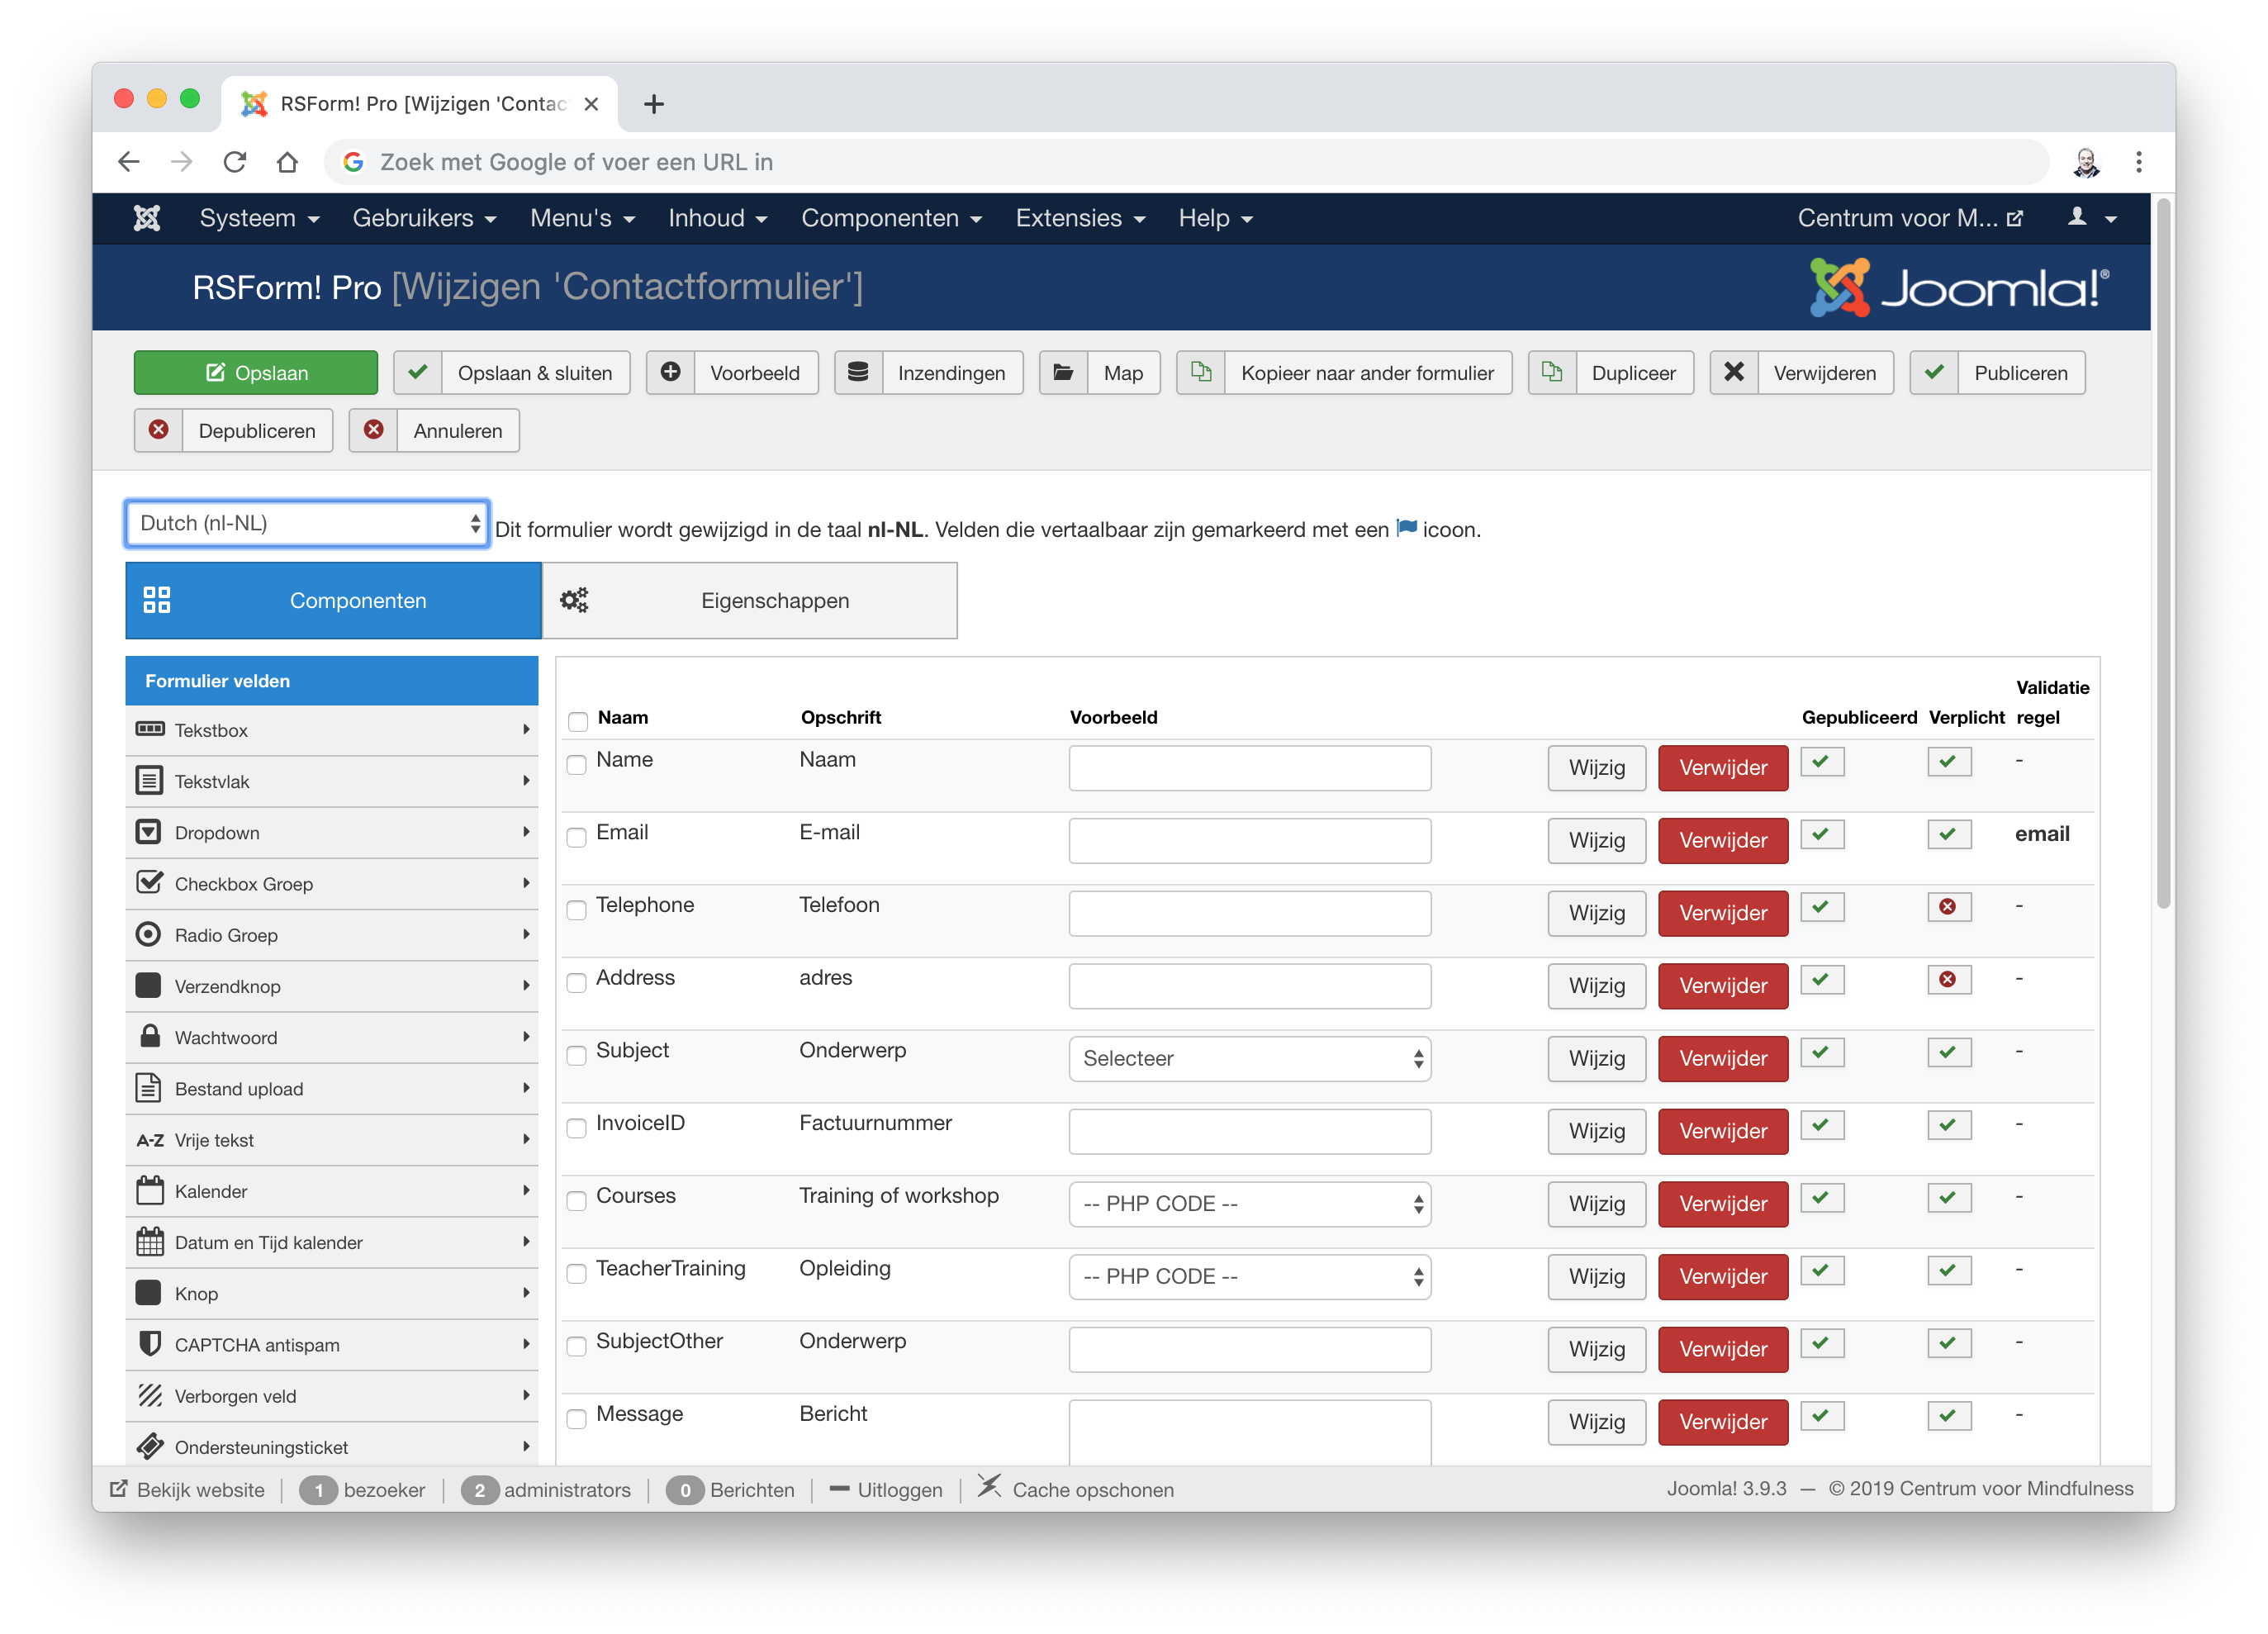 RSForm! Pro [Wijzigen 'Contac
Zoek met Google of voer een URL in
Systeem Gebruikers Menu's Inhoud Componenten Extensies Help Centrum voor M...
RSForm! Pro [Wijzigen 'Contactformulier'] Joomla!®
Opslaan Opslaan & sluiten Voorbeeld Inzendingen Map Kopieer naar ander formulier Dupliceer Verwijderen Publiceren
Depubliceren Annuleren
Dutch (nl-NL) Dit formulier wordt gewijzigd in de taal nl-NL. Velden die vertaalbaar zijn gemarkeerd met een icoon.
Componenten Eigenschappen
Formulier velden
Tekstbox
Tekstvlak
Dropdown
Checkbox Groep
Radio Groep
Verzendknop
Wachtwoord
Bestand upload
A-Z Vrije tekst
Kalender
Datum en Tijd kalender
Knop
CAPTCHA antispam
Verborgen veld
Ondersteuningsticket
Naam Opschrift Voorbeeld Gepubliceerd Verplicht Validatie regel
Name Naam Wijzig Verwijder -
Email E-mail Wijzig Verwijder email
Telephone Telefoon Wijzig Verwijder -
Address adres Wijzig Verwijder -
Subject Onderwerp Selecteer Wijzig Verwijder -
InvoiceID Factuurnummer Wijzig Verwijder -
Courses Training of workshop -- PHP CODE -- Wijzig Verwijder -
TeacherTraining Opleiding -- PHP CODE -- Wijzig Verwijder -
SubjectOther Onderwerp Wijzig Verwijder -
Message Bericht Wijzig Verwijder -
Bekijk website 1 bezoeker 2 administrators 0 Berichten Uitloggen Cache opschonen Joomla! 3.9.3 — © 2019 Centrum voor Mindfulness